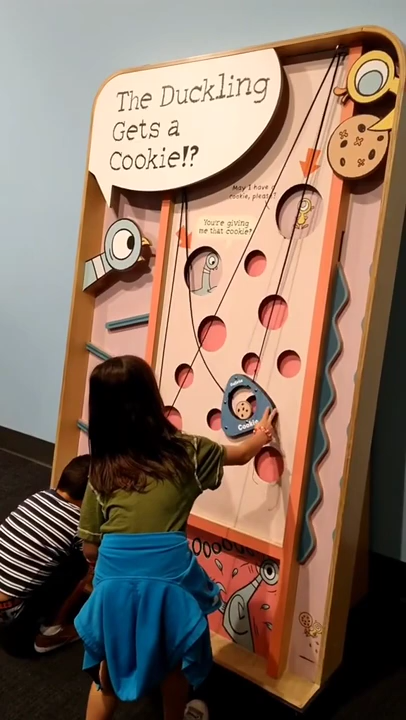 The Duckling
Gets a
Cookie!?
May I have a
cookie, please?
You're giving
me that cookie?
Cookie